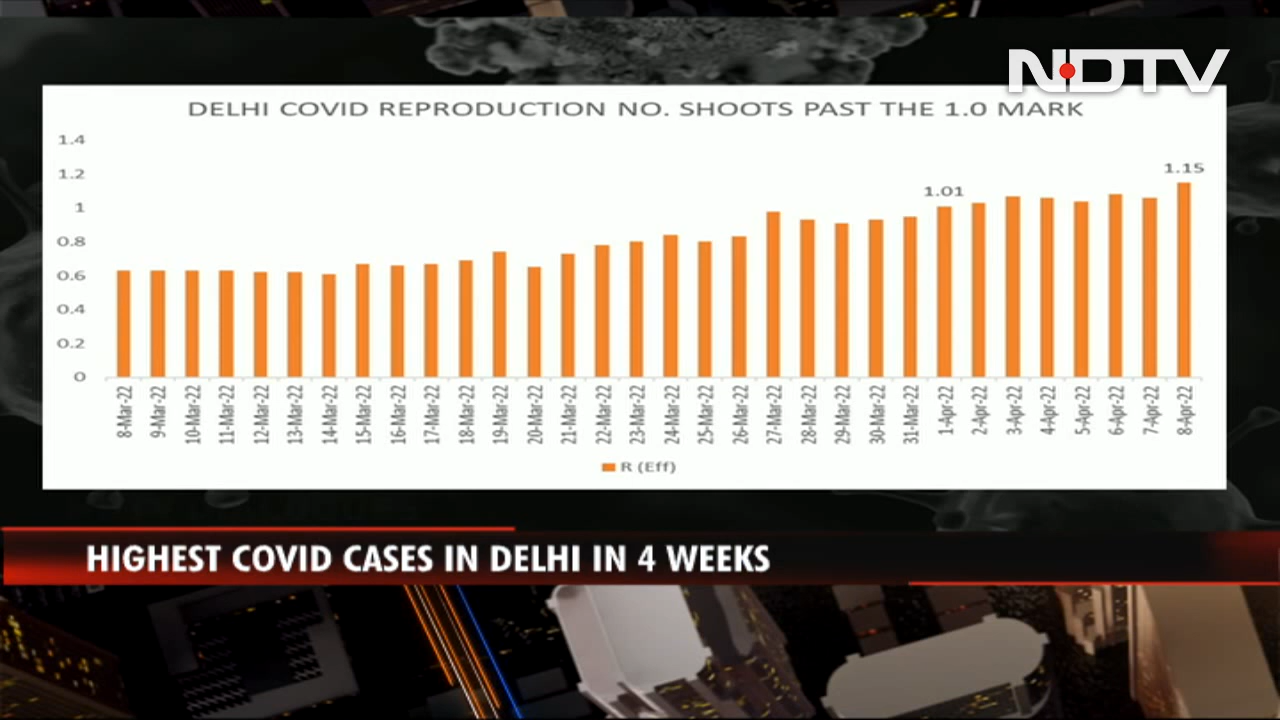 NDTV
DELHI COVID REPRODUCTION NO. SHOOTS PAST THE 1.0 MARK
1.4
1.2
1
0.8
0.6
0.4
0.2
0
1.01
1.15
8-Mar-22
9-Mar-22
10-Mar-22
11-Mar-22
12-Mar-22
13-Mar-22
14-Mar-22
15-Mar-22
16-Mar-22
17-Mar-22
18-Mar-22
19-Mar-22
20-Mar-22
21-Mar-22
22-Mar-22
23-Mar-22
24-Mar-22
25-Mar-22
26-Mar-22
27-Mar-22
28-Mar-22
29-Mar-22
30-Mar-22
31-Mar-22
1-Apr-22
2-Apr-22
3-Apr-22
4-Apr-22
5-Apr-22
6-Apr-22
7-Apr-22
8-Apr-22
R (Eff)
HIGHEST COVID CASES IN DELHI IN 4 WEEKS